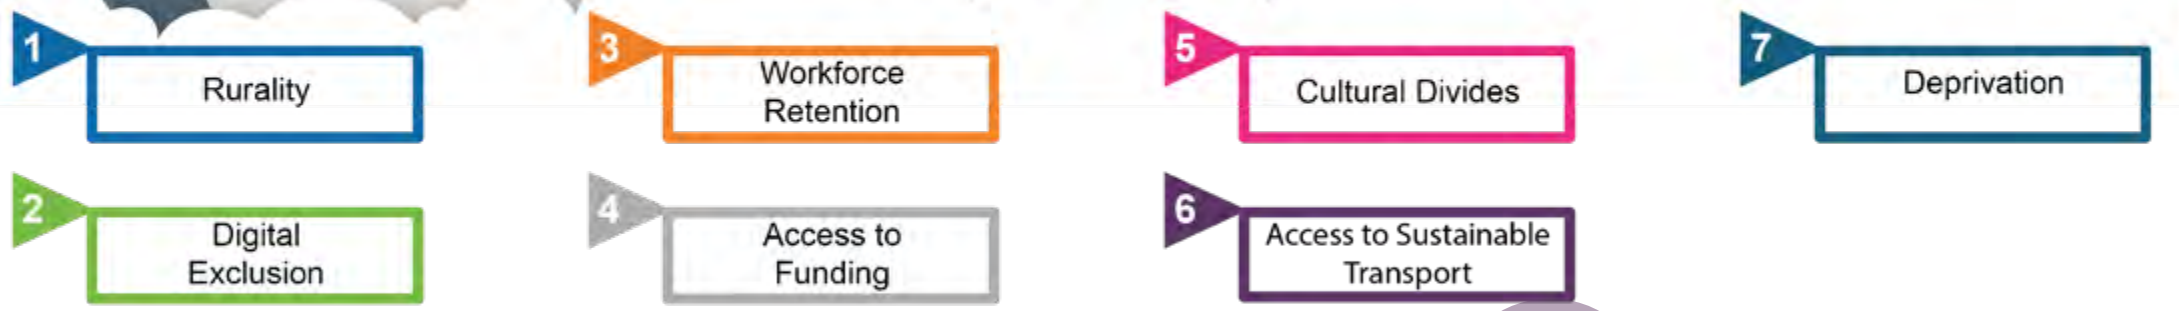 1
Rurality
2
Digital
Exclusion
3
Workforce
Retention
4
Access to
Funding
5
Cultural Divides
6
Access to Sustainable
Transport
7
Deprivation